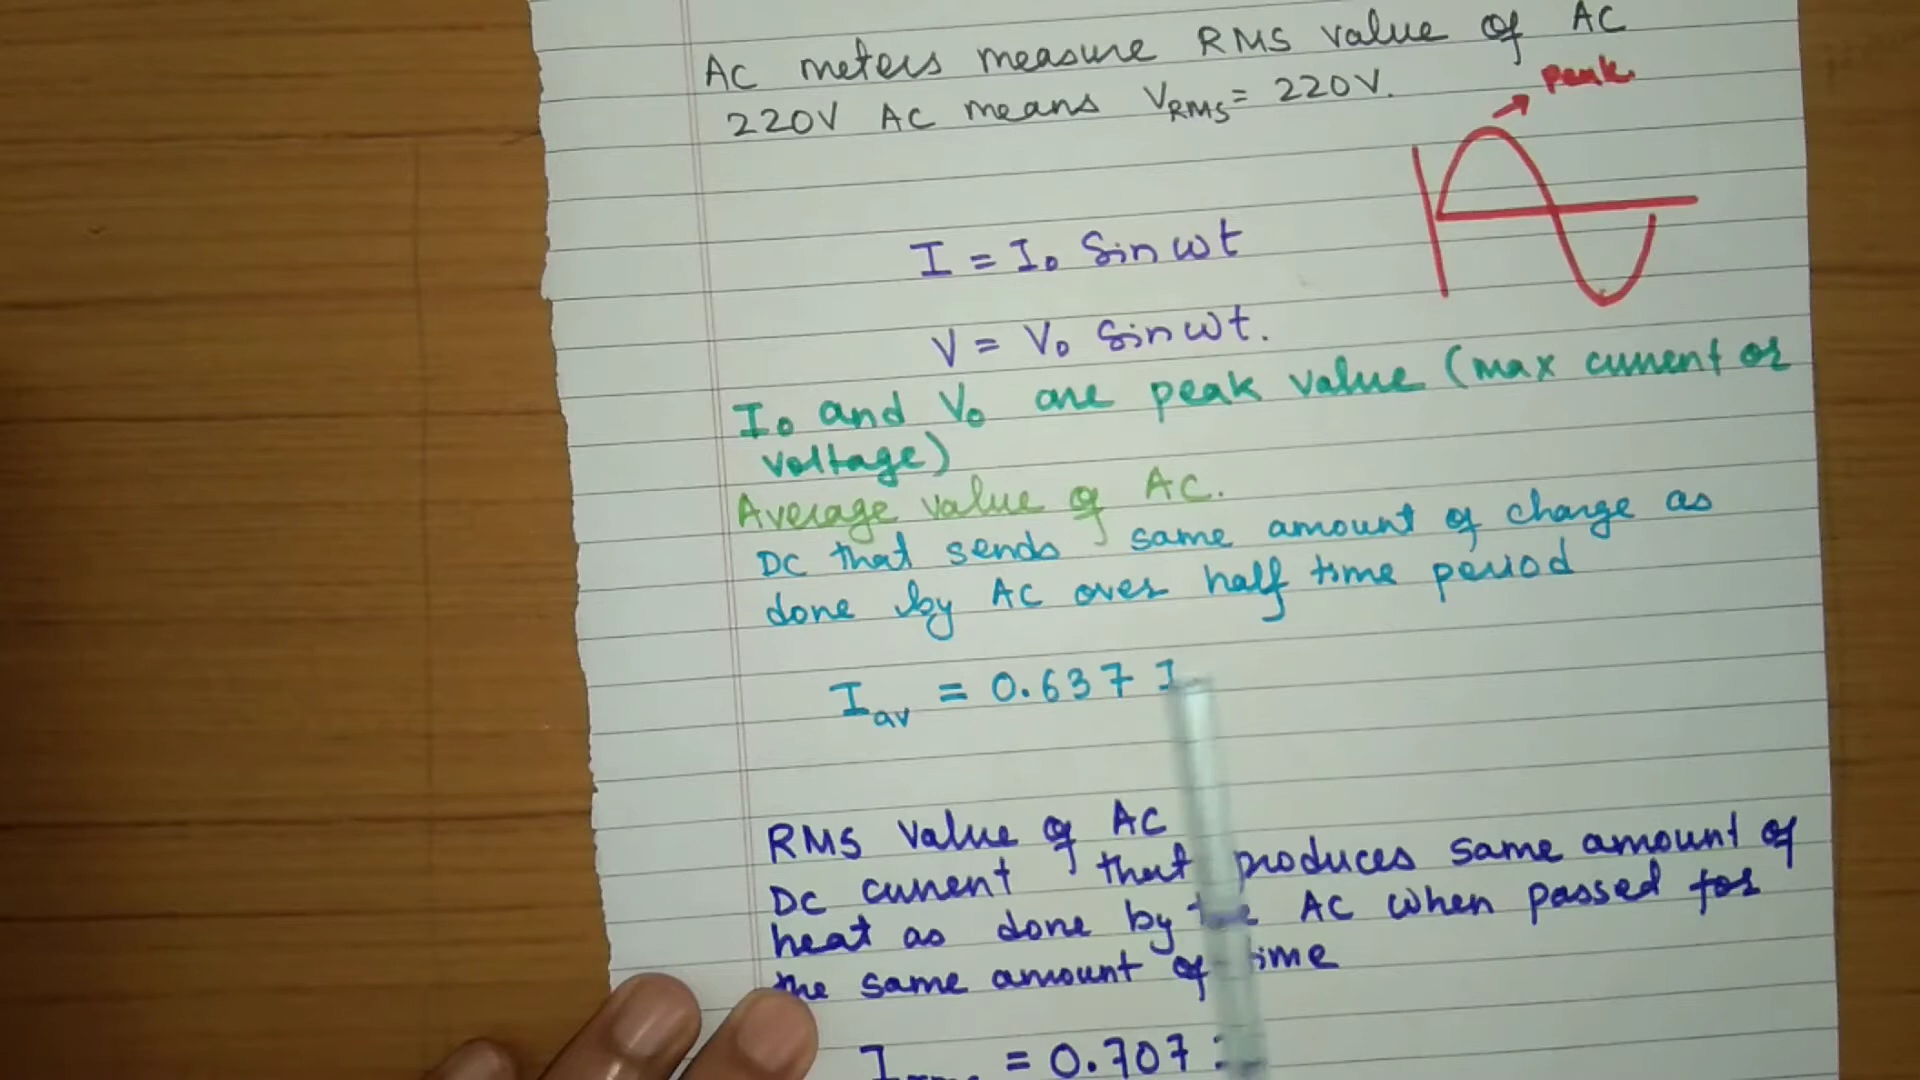 AC meters measure RMS value of AC
220V AC means VRMS = 220V.
peak.
I = I₀ Sin ωt
V = V₀ Sin ωt.
I₀ and V₀ are peak value (max current or
voltage)
Average value of AC.
DC that sends same amount of charge as
done by AC over half time period
Iav = 0.637 I
RMS Value of AC
DC current that produces same amount of
heat as done by AC when passed for
the same amount of time
= 0.707